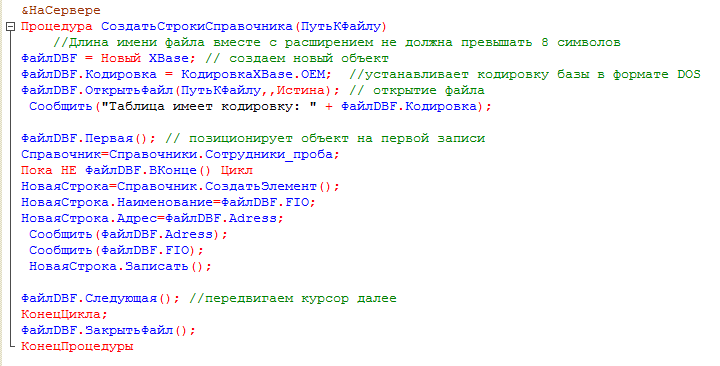 &НаСервере
Процедура СоздатьСтрокиСправочника(ПутьКФайлу)
//Длина имени файла вместе с расширением не должна превышать 8 символов
ФайлDBF = Новый XBase; // создаем новый объект
ФайлDBF.Кодировка = КодировкаXBase.OEM; //устанавливает кодировку базы в формате DOS
ФайлDBF.ОткрытьФайл(ПутьКФайлу,,Истина); // открытие файла
Сообщить("Таблица имеет кодировку: " + ФайлDBF.Кодировка);
ФайлDBF.Первая(); // позиционирует объект на первой записи
Справочник=Справочники.Сотрудники_проба;
Пока НЕ ФайлDBF.ВКонце() Цикл
НоваяСтрока=Справочник.СоздатьЭлемент();
НоваяСтрока.Наименование=ФайлDBF.FIO;
НоваяСтрока.Адрес=ФайлDBF.Adress;
Сообщить(ФайлDBF.Adress);
Сообщить(ФайлDBF.FIO);
НоваяСтрока.Записать();
ФайлDBF.Следующая(); //передвигаем курсор далее
КонецЦикла;
ФайлDBF.ЗакрытьФайл();
КонецПроцедуры